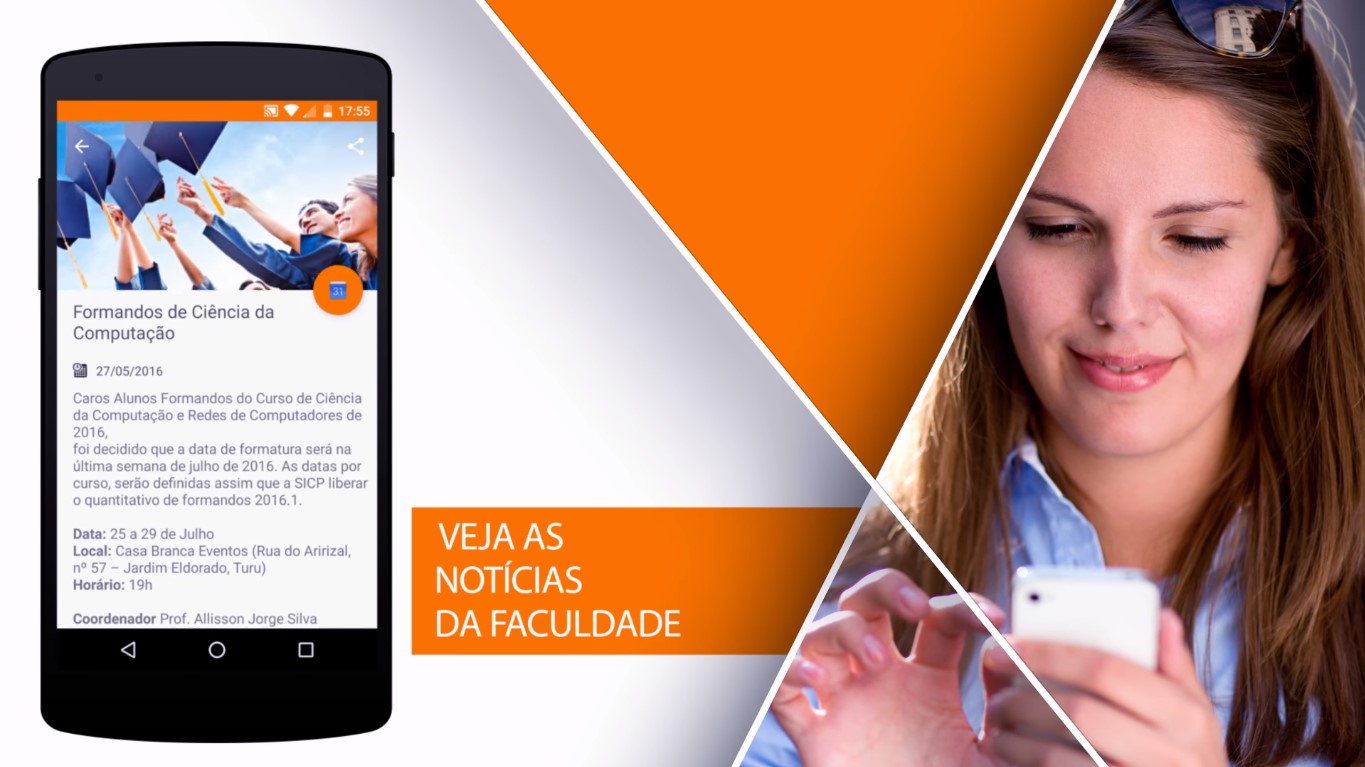 17:55
31
Formandos de Ciência da
Computação
27/05/2016
Caros Alunos Formandos do Curso de Ciência
da Computação e Redes de Computadores de
2016,
foi decidido que a data de formatura será na
última semana de julho de 2016. As datas por
curso, serão definidas assim que a SICP liberar
o quantitativo de formandos 2016.1.
Data: 25 a 29 de Julho
Local: Casa Branca Eventos (Rua do Aririzal,
nº 57 – Jardim Eldorado, Turu)
Horário: 19h
Coordenador Prof. Allisson Jorge Silva
VEJA AS
NOTÍCIAS
DA FACULDADE